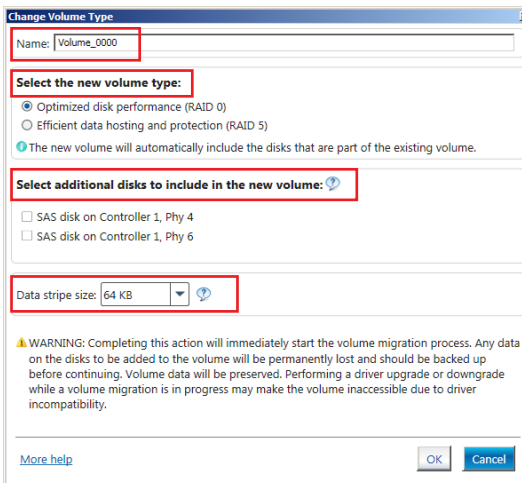 Change Volume Type
Name: Volume_0000
Select the new volume type:
Optimized disk performance (RAID 0)
Efficient data hosting and protection (RAID 5)
The new volume will automatically include the disks that are part of the existing volume.
Select additional disks to include in the new volume:
SAS disk on Controller 1, Phy 4
SAS disk on Controller 1, Phy 6
Data stripe size: 64 KB
WARNING: Completing this action will immediately start the volume migration process. Any data
on the disks to be added to the volume will be permanently lost and should be backed up
before continuing. Volume data will be preserved. Performing a driver upgrade or downgrade
while a volume migration is in progress may make the volume inaccessible due to driver
incompatibility.
More help
OK
Cancel